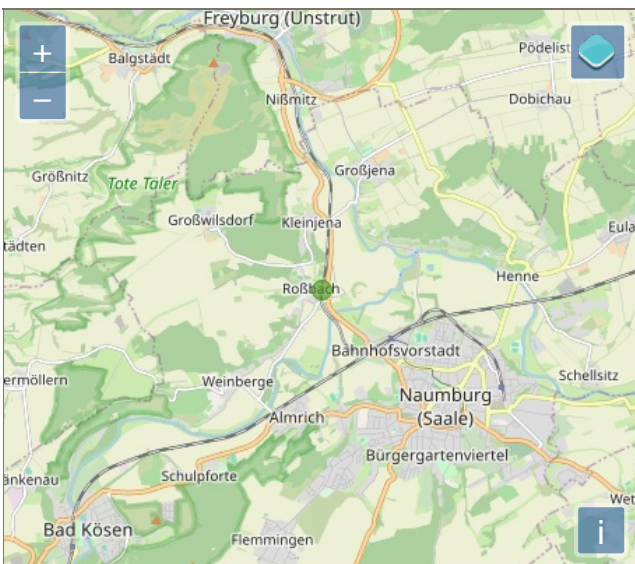 Freyburg (Unstrut)
+
Balgstädt
Pödelist
−
Nißmitz
Dobichau
Großjena
Größnitz
Tote Täler
Großwilsdorf
Kleinjena
Eula
tädten
Henne
Roßbach
Bahnhofsvorstadt
ermöllern
Weinberge
Schellsitz
Naumburg
(Saale)
Almrich
Bürgergartenviertel
Schulpforte
änkenau
Wet
Bad Kösen
Flemmingen
i